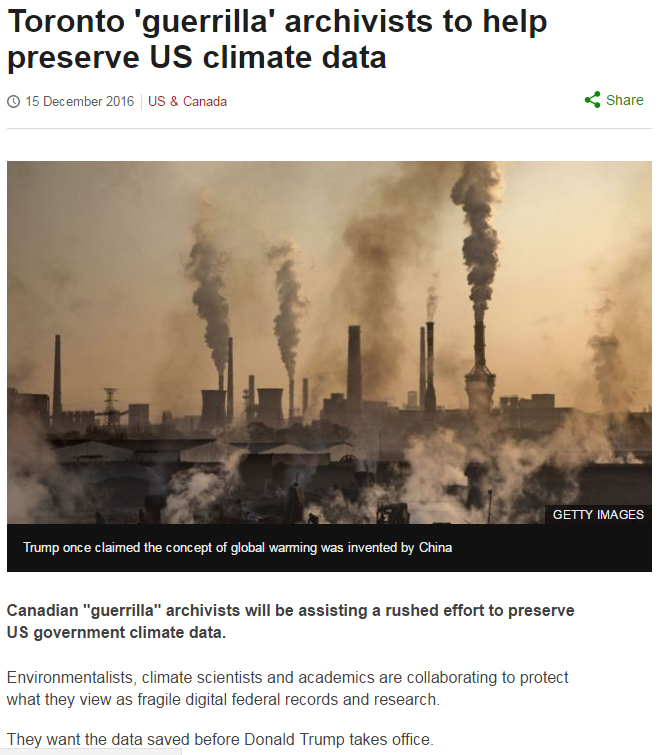 Toronto 'guerrilla' archivists to help
preserve US climate data
15 December 2016 US & Canada Share
GETTY IMAGES
Trump once claimed the concept of global warming was invented by China
Canadian "guerrilla" archivists will be assisting a rushed effort to preserve
US government climate data.
Environmentalists, climate scientists and academics are collaborating to protect
what they view as fragile digital federal records and research.
They want the data saved before Donald Trump takes office.